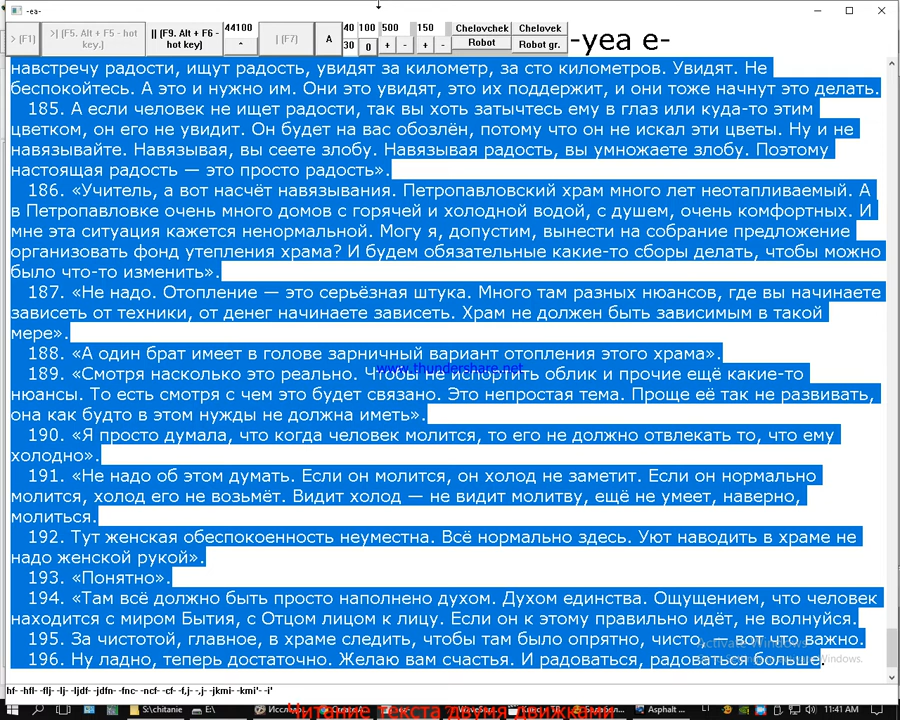 -ea-
> [F1]
>| [F5. Alt + F5 - hot key.]
|| (F9. Alt + F6 - hot key)
44100
^
| [F7]
A
40 100 500 150
30 0 + - + -
Chelovchek Chelovek
Robot Robot gr.
-yea e-
навстречу радости, ищут радость, увидят за километр, за сто километров. Увидят. Не
беспокойтесь. А это и нужно им. Они это увидят, это их поддержит, и они тоже начнут это делать.
185. А если человек не ищет радости, так вы хоть затычтесь ему в глаз или куда-то этим
цветком, он его не увидит. Он будет на вас обозлён, потому что он не искал эти цветы. Ну и не
навязывайте. Навязывая, вы сеете злобу. Навязывая радость, вы умножаете злобу. Поэтому
настоящая радость — это просто радость».
186. «Учитель, а вот насчёт навязывания. Петропавловский храм много лет неотапливаемый. А
в Петропавловке очень много домов с горячей и холодной водой, с душем, очень комфортных. И
мне эта ситуация кажется ненормальной. Могу я, допустим, вынести на собрание предложение
организовать фонд утепления храма? И будем обязательные какие-то сборы делать, чтобы можно
было что-то изменить».
187. «Не надо. Отопление — это серьёзная штука. Много там разных нюансов, где вы начинаете
зависеть от техники, от денег начинаете зависеть. Храм не должен быть зависимым в такой
мере».
188. «А один брат имеет в голове зарничный вариант отопления этого храма».
www.thundershare.net
189. «Смотря насколько это реально. Чтобы не испортить облик и прочие ещё какие-то
нюансы. То есть смотря с чем это будет связано. Это непростая тема. Проще её так не развивать,
она как будто в этом нужды не должна иметь».
190. «Я просто думала, что когда человек молится, то его не должно отвлекать то, что ему
холодно».
191. «Не надо об этом думать. Если он молится, он холод не заметит. Если он нормально
молится, холод его не возьмёт. Видит холод — не видит молитву, ещё не умеет, наверно,
молиться.
192. Тут женская обеспокоенность неуместна. Всё нормально здесь. Уют наводить в храме не
надо женской рукой».
193. «Понятно».
194. «Там всё должно быть просто наполнено духом. Духом единства. Ощущением, что человек
находится с миром Бытия, с Отцом лицом к лицу. Если он к этому правильно идёт, не волнуйся.
195. За чистотой, главное, в храме следить, чтобы там было опрятно, чисто — вот что важно.
Activate Windows
196. Ну ладно, теперь достаточно. Желаю вам счастья. И радоваться, радоваться больше.
Windows.
hf- -hfl- -flj- -lj- -ljdf- -jdfn- -fnc- -ncf- -cf- -f,j- -,j- -jkmi- -kmi'- -i'
S:\chitanie
E:\
Asphalt
11:41 AM
Читание текста двумя движками